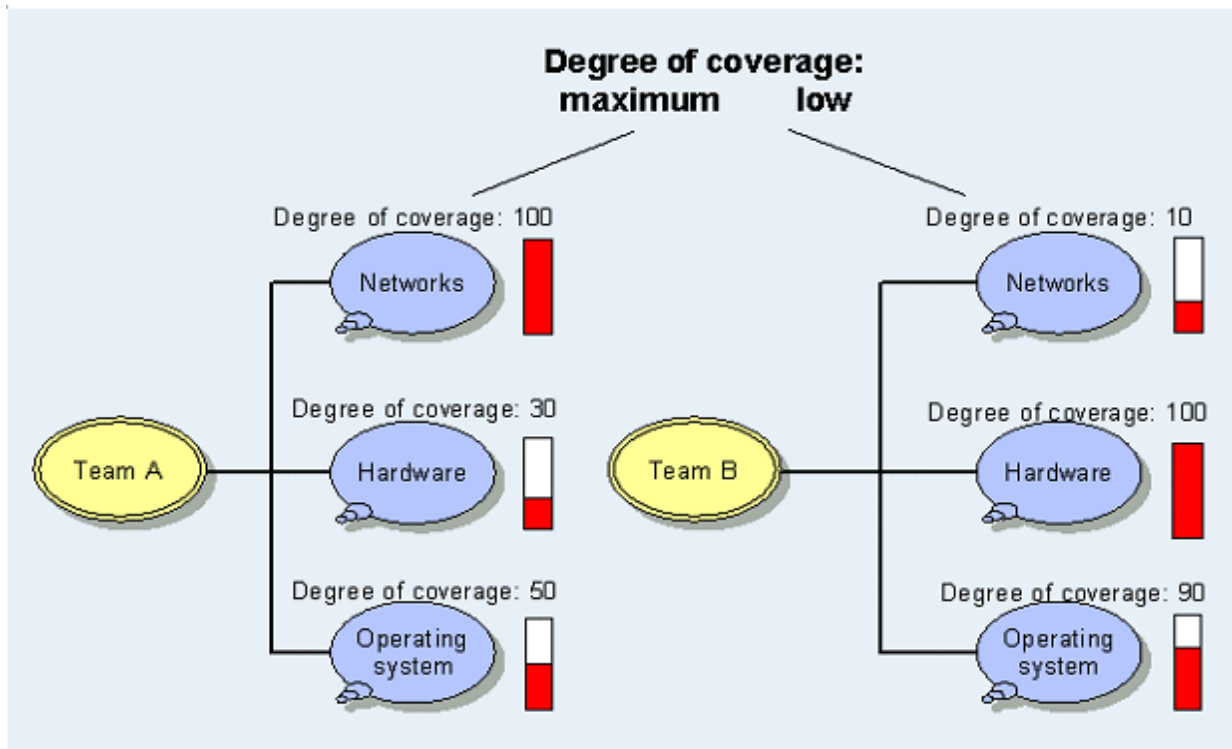 Degree of coverage:
maximum low
Degree of coverage: 100
Networks
Degree of coverage: 10
Networks
Degree of coverage: 30
Hardware
Degree of coverage: 100
Hardware
Team A
Team B
Degree of coverage: 50
Operating
system
Degree of coverage: 90
Operating
system